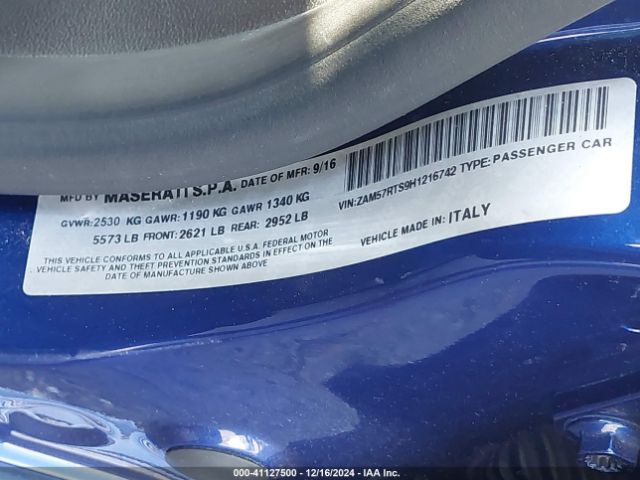 MFD BY MASERATI S.P.A. DATE OF MFR: 9/16
GVWR: 2530 KG GAWR: 1190 KG GAWR 1340 KG
5573 LB FRONT: 2621 LB REAR: 2952 LB
THIS VEHICLE CONFORMS TO ALL APPLICABLE U.S.A. FEDERAL MOTOR
VEHICLE SAFETY AND THEFT PREVENTION STANDARDS IN EFFECT ON THE
DATE OF MANUFACTURE SHOWN ABOVE
VIN: ZAM57RTS9H1216742 TYPE: PASSENGER CAR
VEHICLE MADE IN: ITALY
000-41127500 / 12/16/2024 / IAA Inc.